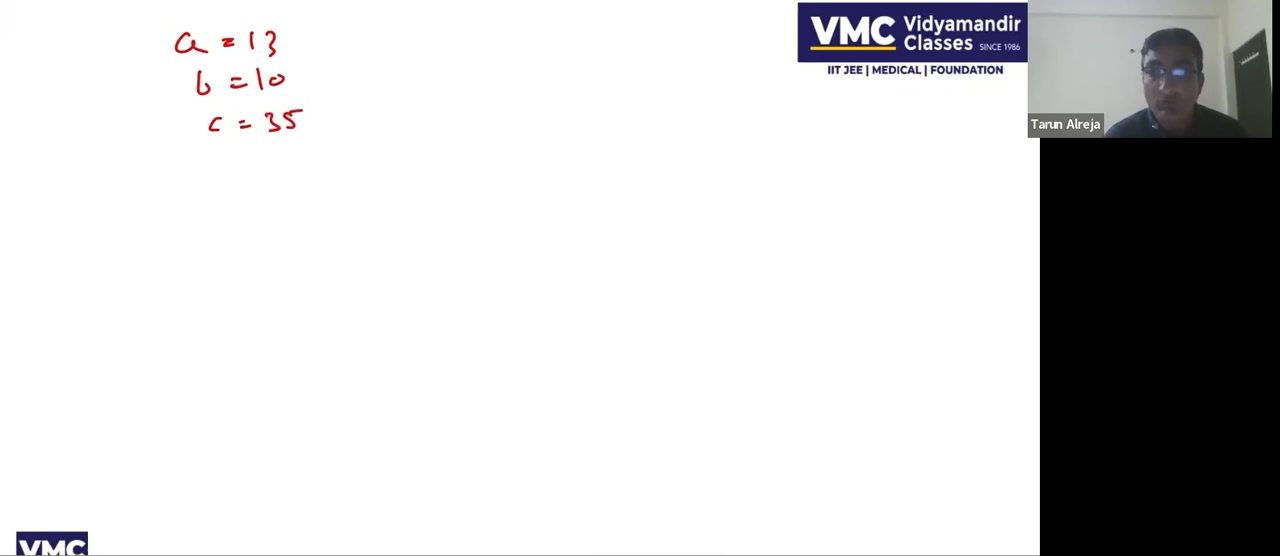 a = 13
b = 10
c = 35
VMC Vidyamandir Classes SINCE 1986
IIT JEE | MEDICAL | FOUNDATION
Tarun Alreja
VMC